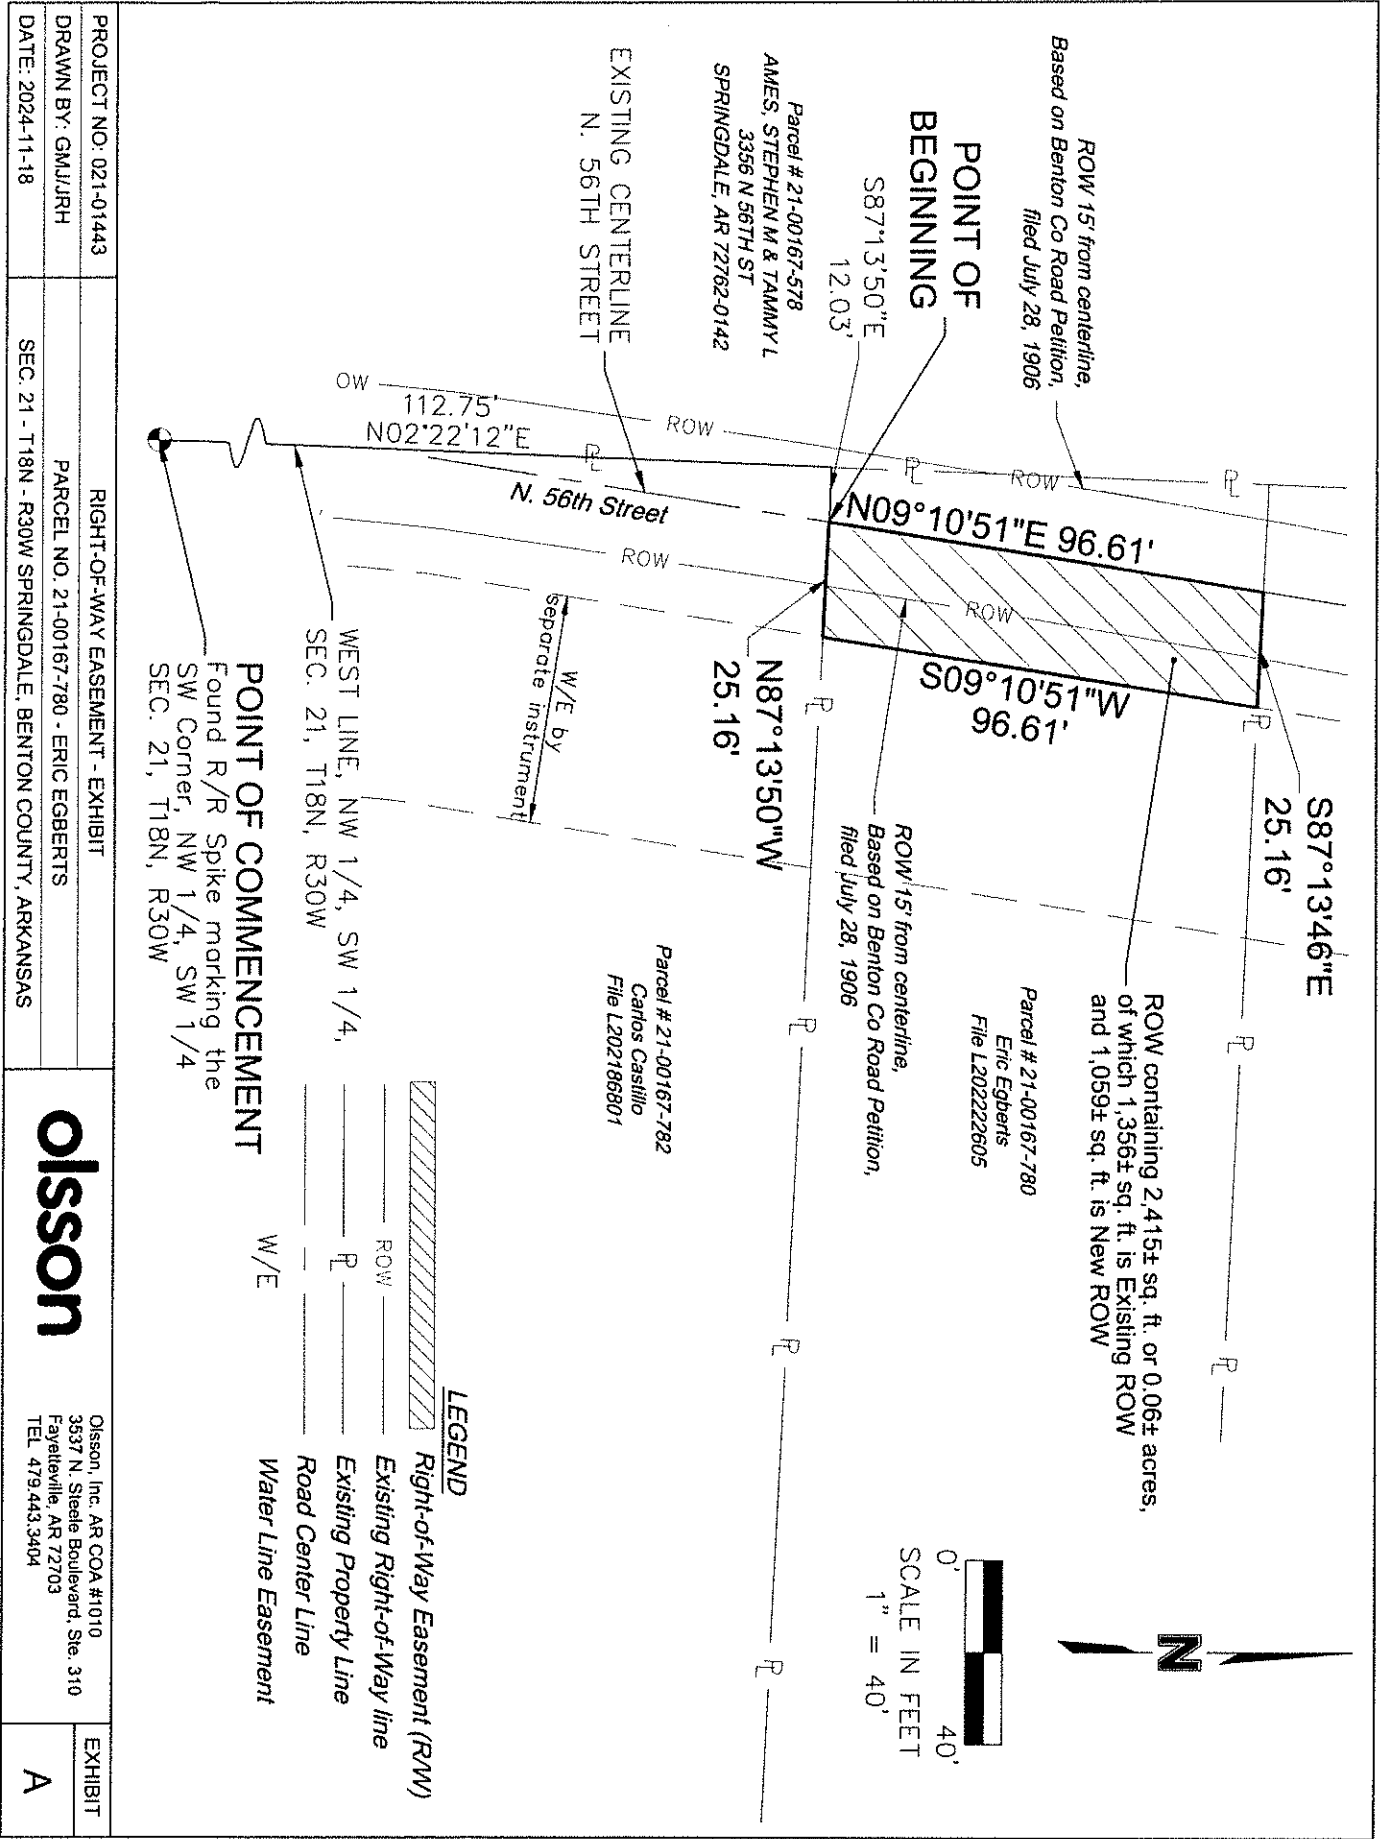 ROW 15' from centerline,
Based on Benton Co Road Petition,
filed July 28, 1906
POINT OF
BEGINNING
S87°13'50"E
12.03'
Parcel # 21-00167-578
AMES, STEPHEN M & TAMMY L
3356 N 56TH ST
SPRINGDALE, AR 72762-0142
EXISTING CENTERLINE
N. 56TH STREET
OW
ROW
ROW
112.75'
N02°22'12"E
N. 56th Street
ROW
ROW
N09°10'51"E 96.61'
S09°10'51"W
96.61'
S87°13'46"E
25.16'
N87°13'50"W
25.16'
ROW containing 2,415± sq. ft. or 0.06± acres,
of which 1,356± sq. ft. is Existing ROW
and 1,059± sq. ft. is New ROW
Parcel # 21-00167-780
Eric Egberts
File L202222605
ROW 15' from centerline,
Based on Benton Co Road Petition,
filed July 28, 1906
Parcel # 21-00167-782
Carlos Castillo
File L202186801
W/E by
separate instrument
WEST LINE, NW 1/4, SW 1/4,
SEC. 21, T18N, R30W
POINT OF COMMENCEMENT
Found R/R Spike marking the
SW Corner, NW 1/4, SW 1/4
SEC. 21, T18N, R30W
PL
PL
PL
PL
PL
PL
PL
PL
PL
PL
PL
N
0' 40'
SCALE IN FEET
1" = 40'
LEGEND
Right-of-Way Easement (R/W)
ROW Existing Right-of-Way line
PL Existing Property Line
Road Center Line
W/E Water Line Easement
PROJECT NO: 021-01443
DRAWN BY: GMJ/JRH
DATE: 2024-11-18
RIGHT-OF-WAY EASEMENT - EXHIBIT
PARCEL NO. 21-00167-780 - ERIC EGBERTS
SEC. 21 - T18N - R30W SPRINGDALE, BENTON COUNTY, ARKANSAS
olsson
Olsson, Inc. AR COA #1010
3537 N. Steele Boulevard, Ste. 310
Fayetteville, AR 72703
TEL 479.443.3404
EXHIBIT
A